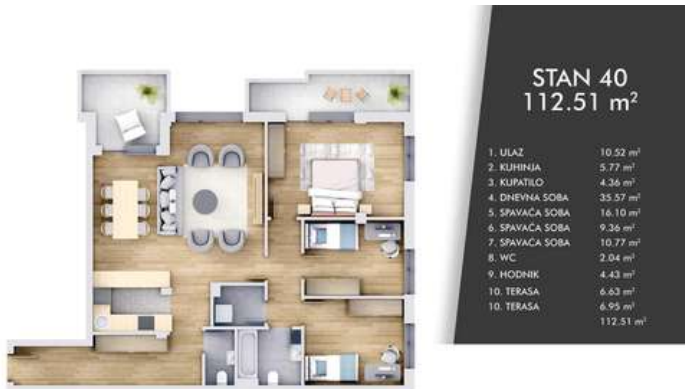 STAN 40
112.51 m²
1. ULAZ 10.52 m²
2. KUHINJA 5.77 m²
3. KUPATILO 4.36 m²
4. DNEVNA SOBA 35.57 m²
5. SPAVAĆA SOBA 16.10 m²
6. SPAVAĆA SOBA 9.36 m²
7. SPAVAĆA SOBA 10.77 m²
8. WC 2.04 m²
9. HODNIK 4.43 m²
10. TERASA 6.63 m²
10. TERASA 6.95 m²
112.51 m²